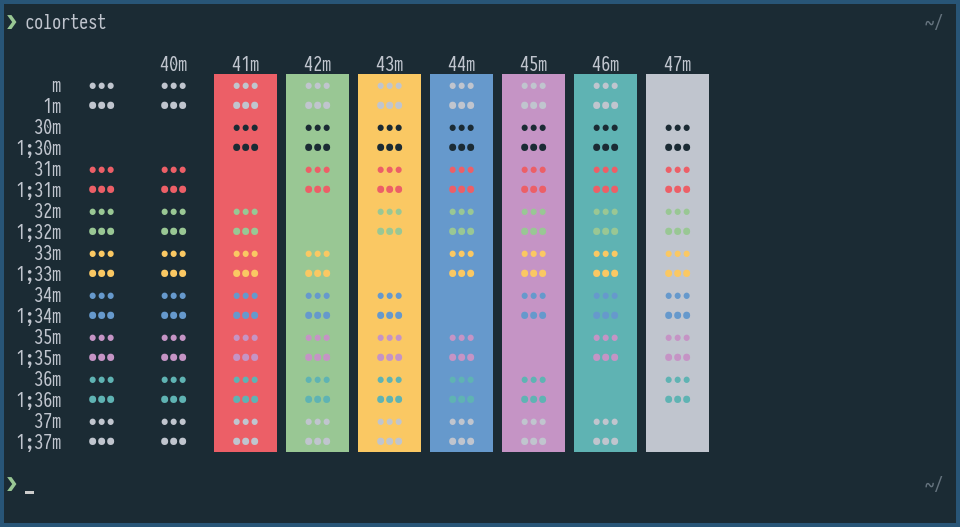 ❯ colortest ~/
40m 41m 42m 43m 44m 45m 46m 47m
m ••• ••• ••• ••• ••• ••• ••• •••
1m ••• ••• ••• ••• ••• ••• ••• •••
30m ••• ••• ••• ••• ••• ••• •••
1;30m ••• ••• ••• ••• ••• ••• •••
31m ••• ••• ••• ••• ••• ••• ••• •••
1;31m ••• ••• ••• ••• ••• ••• ••• •••
32m ••• ••• ••• ••• ••• ••• ••• •••
1;32m ••• ••• ••• ••• ••• ••• ••• •••
33m ••• ••• ••• ••• ••• ••• ••• •••
1;33m ••• ••• ••• ••• ••• ••• ••• •••
34m ••• ••• ••• ••• ••• ••• ••• •••
1;34m ••• ••• ••• ••• ••• ••• ••• •••
35m ••• ••• ••• ••• ••• ••• ••• •••
1;35m ••• ••• ••• ••• ••• ••• ••• •••
36m ••• ••• ••• ••• ••• ••• ••• •••
1;36m ••• ••• ••• ••• ••• ••• ••• •••
37m ••• ••• ••• ••• ••• ••• ••• •••
1;37m ••• ••• ••• ••• ••• ••• ••• •••
❯ _ ~/